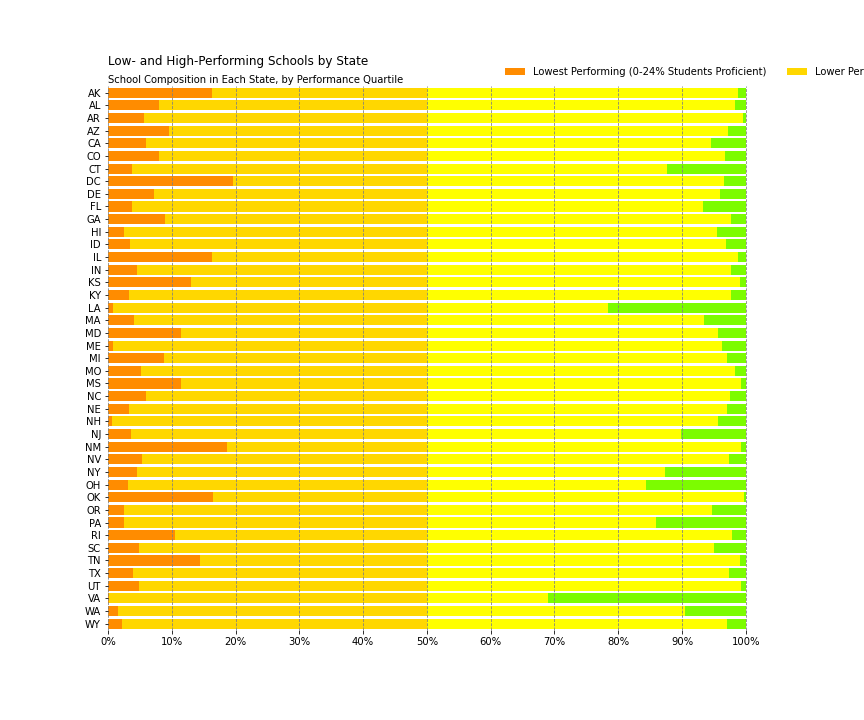 Low- and High-Performing Schools by State
School Composition in Each State, by Performance Quartile
Lowest Performing (0-24% Students Proficient)
Lower Per
AK
AL
AR
AZ
CA
CO
CT
DC
DE
FL
GA
HI
ID
IL
IN
KS
KY
LA
MA
MD
ME
MI
MO
MS
NC
NE
NH
NJ
NM
NV
NY
OH
OK
OR
PA
RI
SC
TN
TX
UT
VA
WA
WY
0% 10% 20% 30% 40% 50% 60% 70% 80% 90% 100%